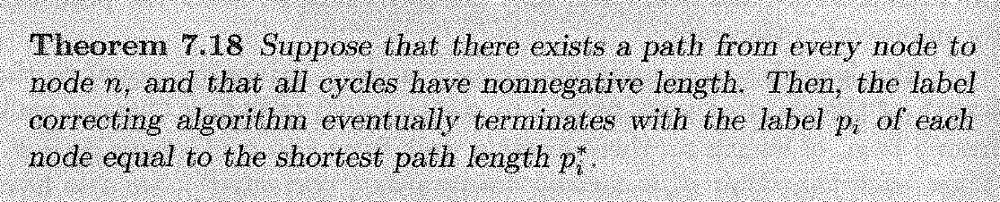 Theorem 7.18 Suppose that there exists a path from every node to
node n, and that all cycles have nonnegative length. Then, the label
correcting algorithm eventually terminates with the label pᵢ of each
node equal to the shortest path length pᵢ*.